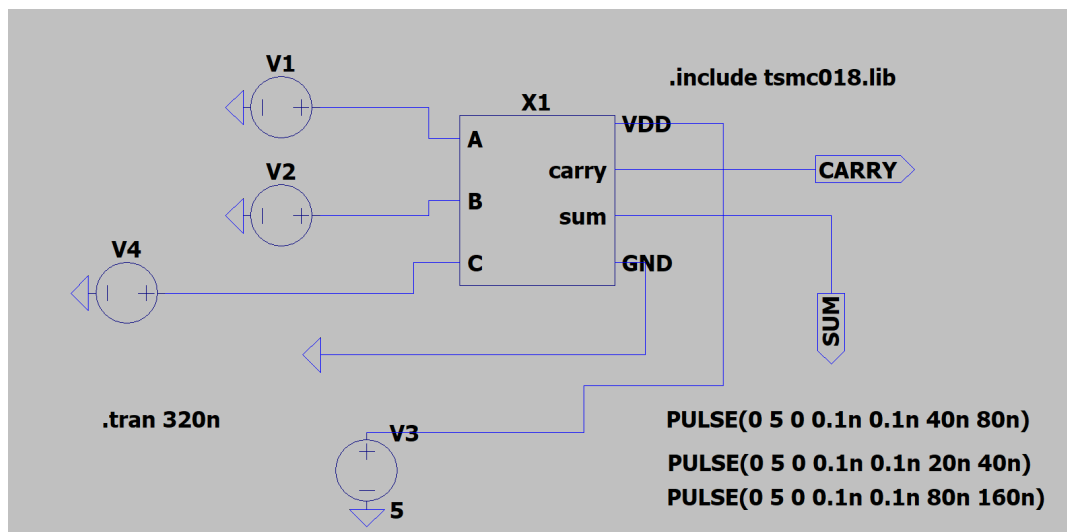 V1
.include tsmc018.lib
X1
VDD
A
carry
CARRY
V2
B
sum
V4
C
GND
SUM
.tran 320n
V3
PULSE(0 5 0 0.1n 0.1n 40n 80n)
PULSE(0 5 0 0.1n 0.1n 20n 40n)
PULSE(0 5 0 0.1n 0.1n 80n 160n)
5